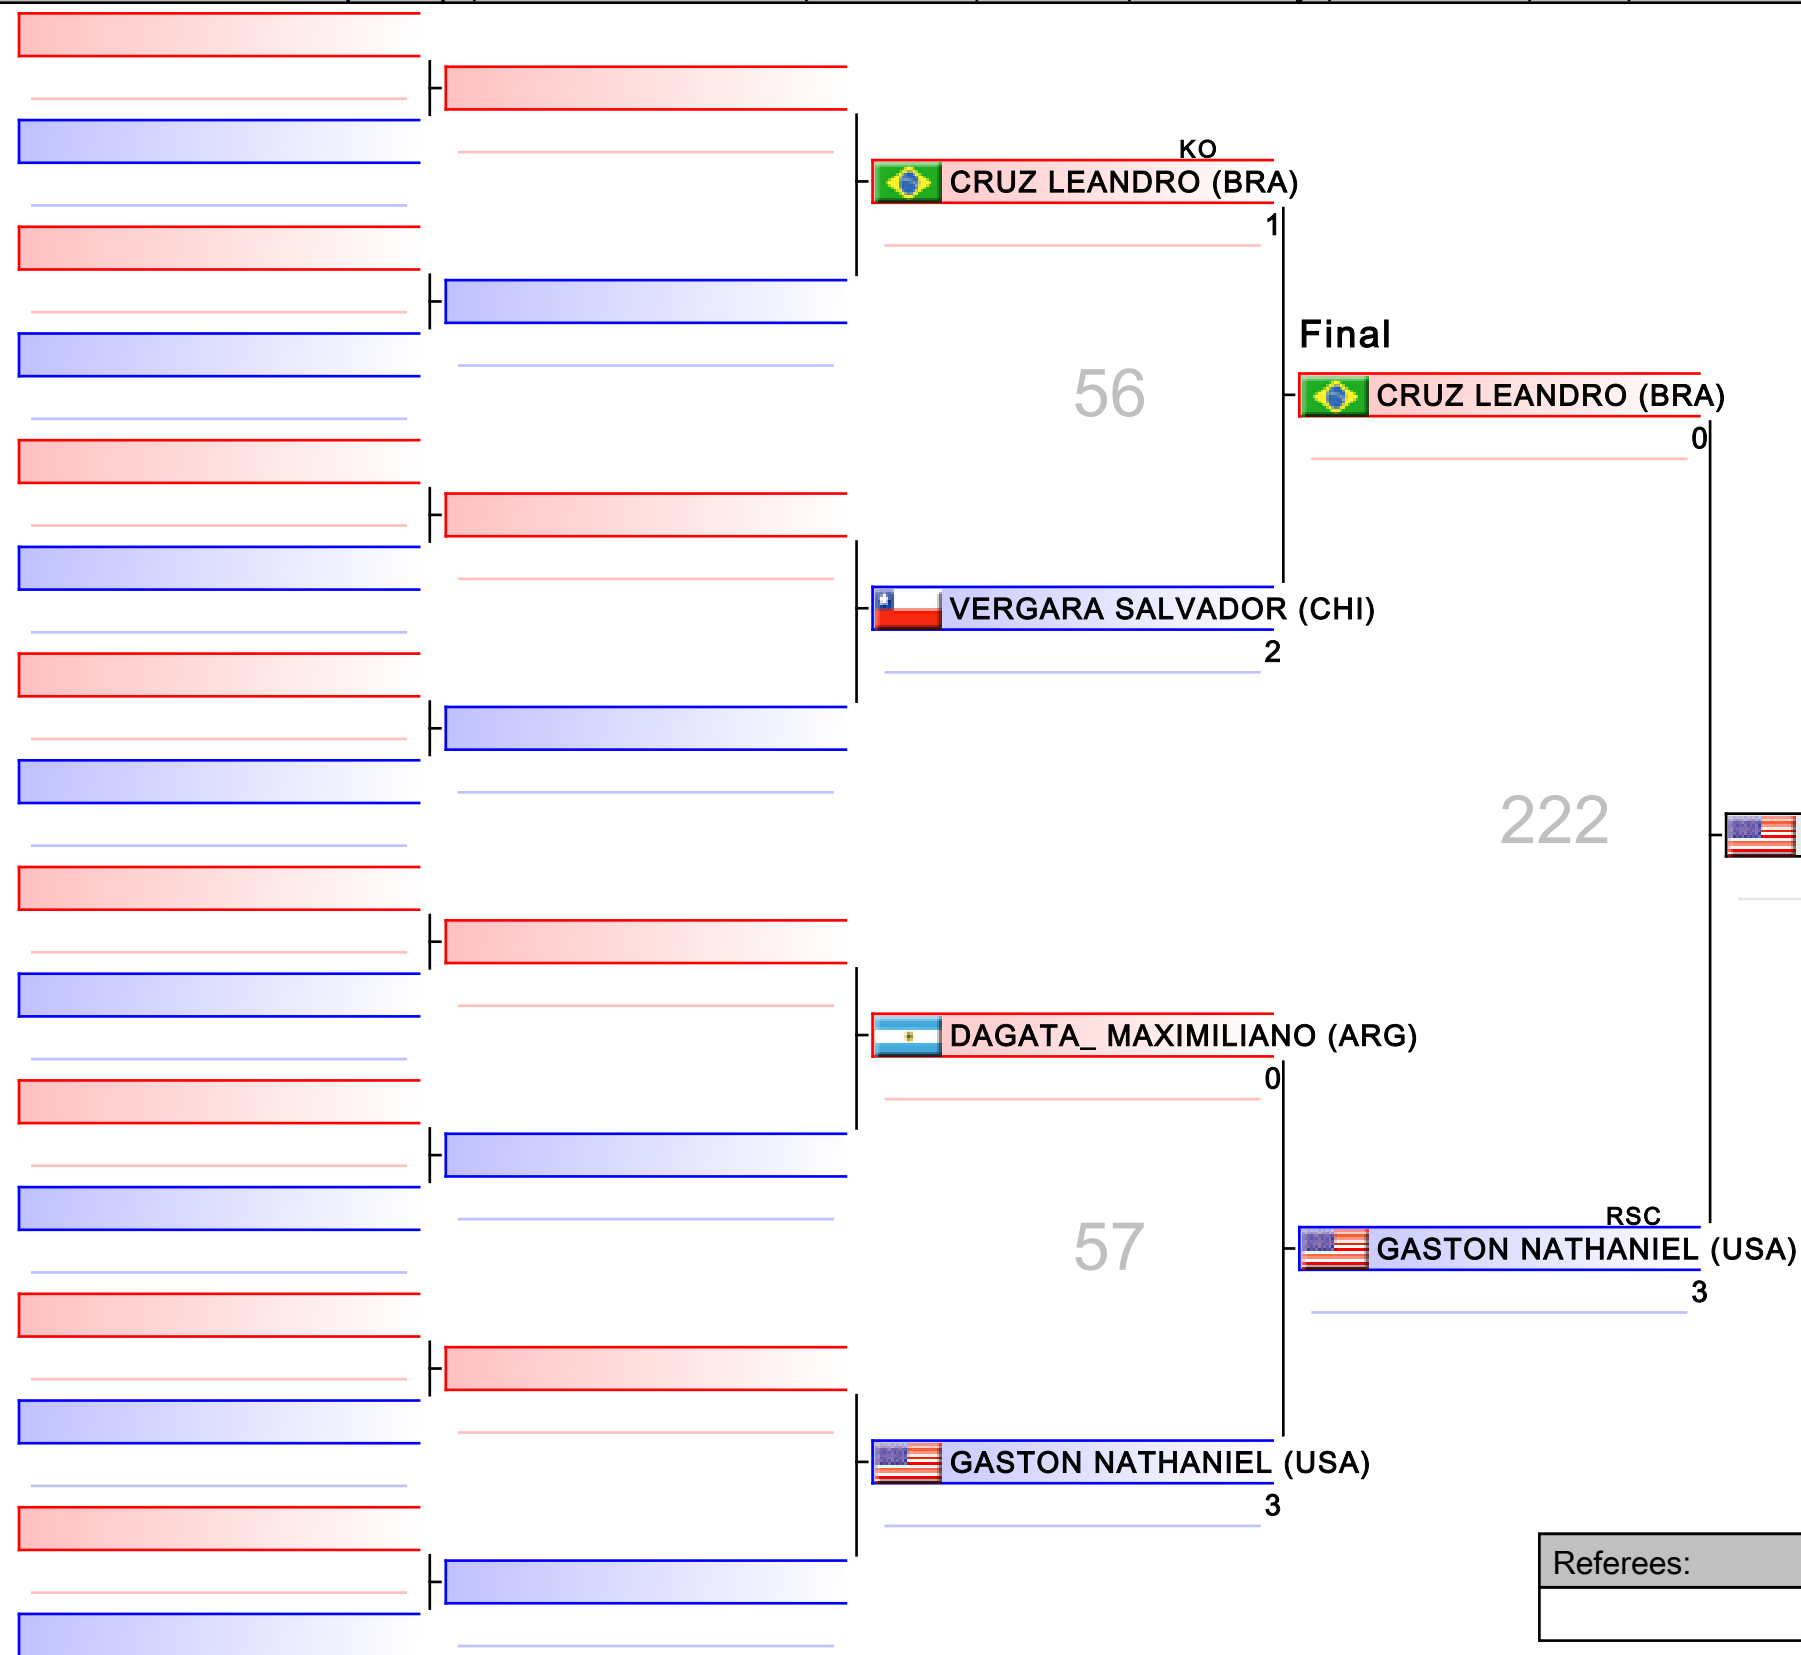 KO
CRUZ LEANDRO (BRA)
1
Final
56
CRUZ LEANDRO (BRA)
0
VERGARA SALVADOR (CHI)
2
222
DAGATA_ MAXIMILIANO (ARG)
0
RSC
57
GASTON NATHANIEL (USA)
3
GASTON NATHANIEL (USA)
3
Referees: